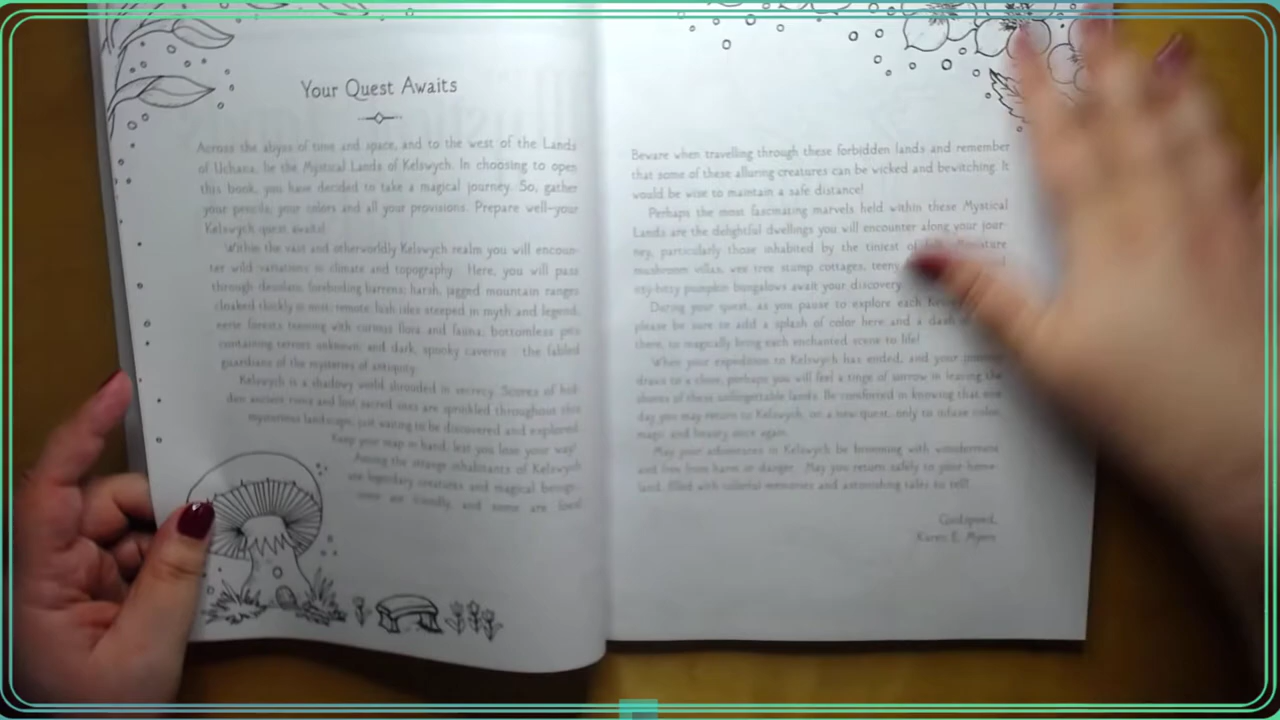 Your Quest Awaits
Across the abyss of time and space, and to the west of the Lands
of Uchana, lie the Mystical Lands of Kelswych. In choosing to open
this book, you have decided to take a magical journey. So, gather
your pencils, your colors and all your provisions. Prepare well–your
Kelswych quest awaits!
Within the vast and otherworldly Kelswych realm you will encoun-
ter wild variations in climate and topography. Here, you will pass
through desolate, foreboding barrens; harsh, jagged mountain ranges
cloaked thickly in mist; remote, lush isles steeped in myth and legend;
eerie forests teeming with curious flora and fauna; bottomless pits
containing terrors unknown; and dark, spooky caverns - the fabled
guardians of the mysteries of antiquity.
Kelswych is a shadowy world shrouded in secrecy. Scores of hid-
den ancient ruins and lost, sacred sites are sprinkled throughout this
mysterious landscape, just waiting to be discovered and explored.
Keep your map in hand, lest you lose your way!
Among the strange inhabitants of Kelswych
are legendary creatures and magical beings-
some are friendly, and some are
Beware when travelling through these forbidden lands and remember
that some of these alluring creatures can be wicked and bewitching. It
would be wise to maintain a safe distance!
Perhaps the most fascinating marvels held within these Mystical
Lands are the delightful dwellings you will encounter along your jour-
ney, particularly those inhabited by the tiniest of
mushroom villas, wee tree stump cottages, teeny
itsy-bitsy pumpkin bungalows await your discovery.
During your quest, as you pause to explore each
please be sure to add a splash of color here and a dash
there, to magically bring each enchanted scene to life!
When your expedition to Kelswych has ended, and your
draws to a close, perhaps you will feel a tinge of sorrow in leaving the
shores of these unforgettable lands. Be comforted in knowing that one
day you may return to Kelswych, on a new quest, only to infuse color,
magic and beauty once again.
May your adventures in Kelswych be brimming with wonderment
and free from harm or danger. May you return safely to your home-
land, filled with colorful memories and astonishing tales to tell!
Godspeed,
Karen E. Myers